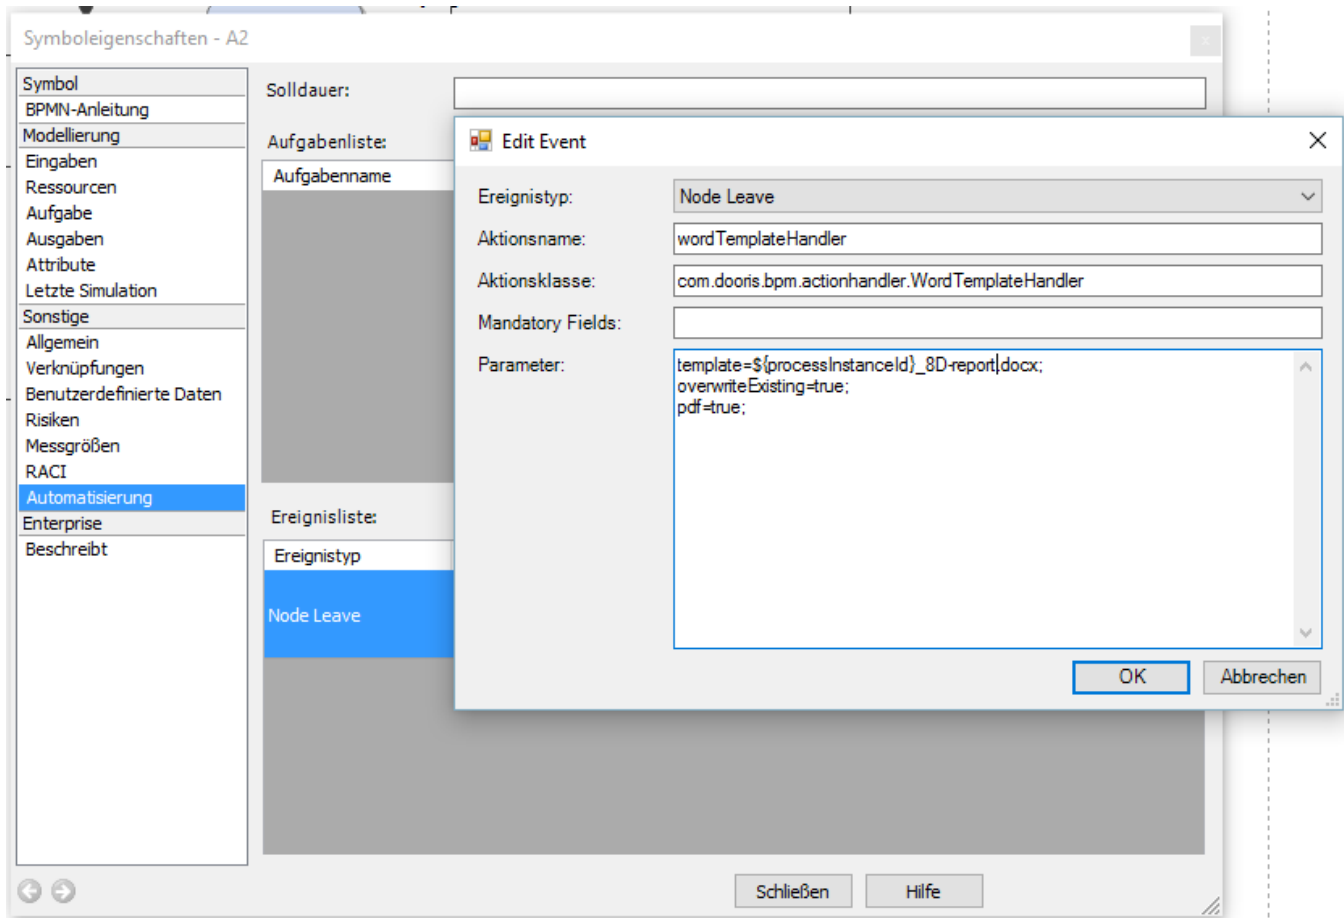 Symboleigenschaften - A2
Symbol
BPMN-Anleitung
Modellierung
Eingaben
Ressourcen
Aufgabe
Ausgaben
Attribute
Letzte Simulation
Sonstige
Allgemein
Verknüpfungen
Benutzerdefinierte Daten
Risiken
Messgrößen
RACI
Automatisierung
Enterprise
Beschreibt
Solldauer:
Aufgabenliste:
Aufgabenname
Ereignisliste:
Ereignistyp
Node Leave
Edit Event
Ereignistyp:
Node Leave
Aktionsname:
wordTemplateHandler
Aktionsklasse:
com.dooris.bpm.actionhandler.WordTemplateHandler
Mandatory Fields:
Parameter:
template=${processInstanceId}_8D-report.docx;
overwriteExisting=true;
pdf=true;
OK
Abbrechen
Schließen
Hilfe